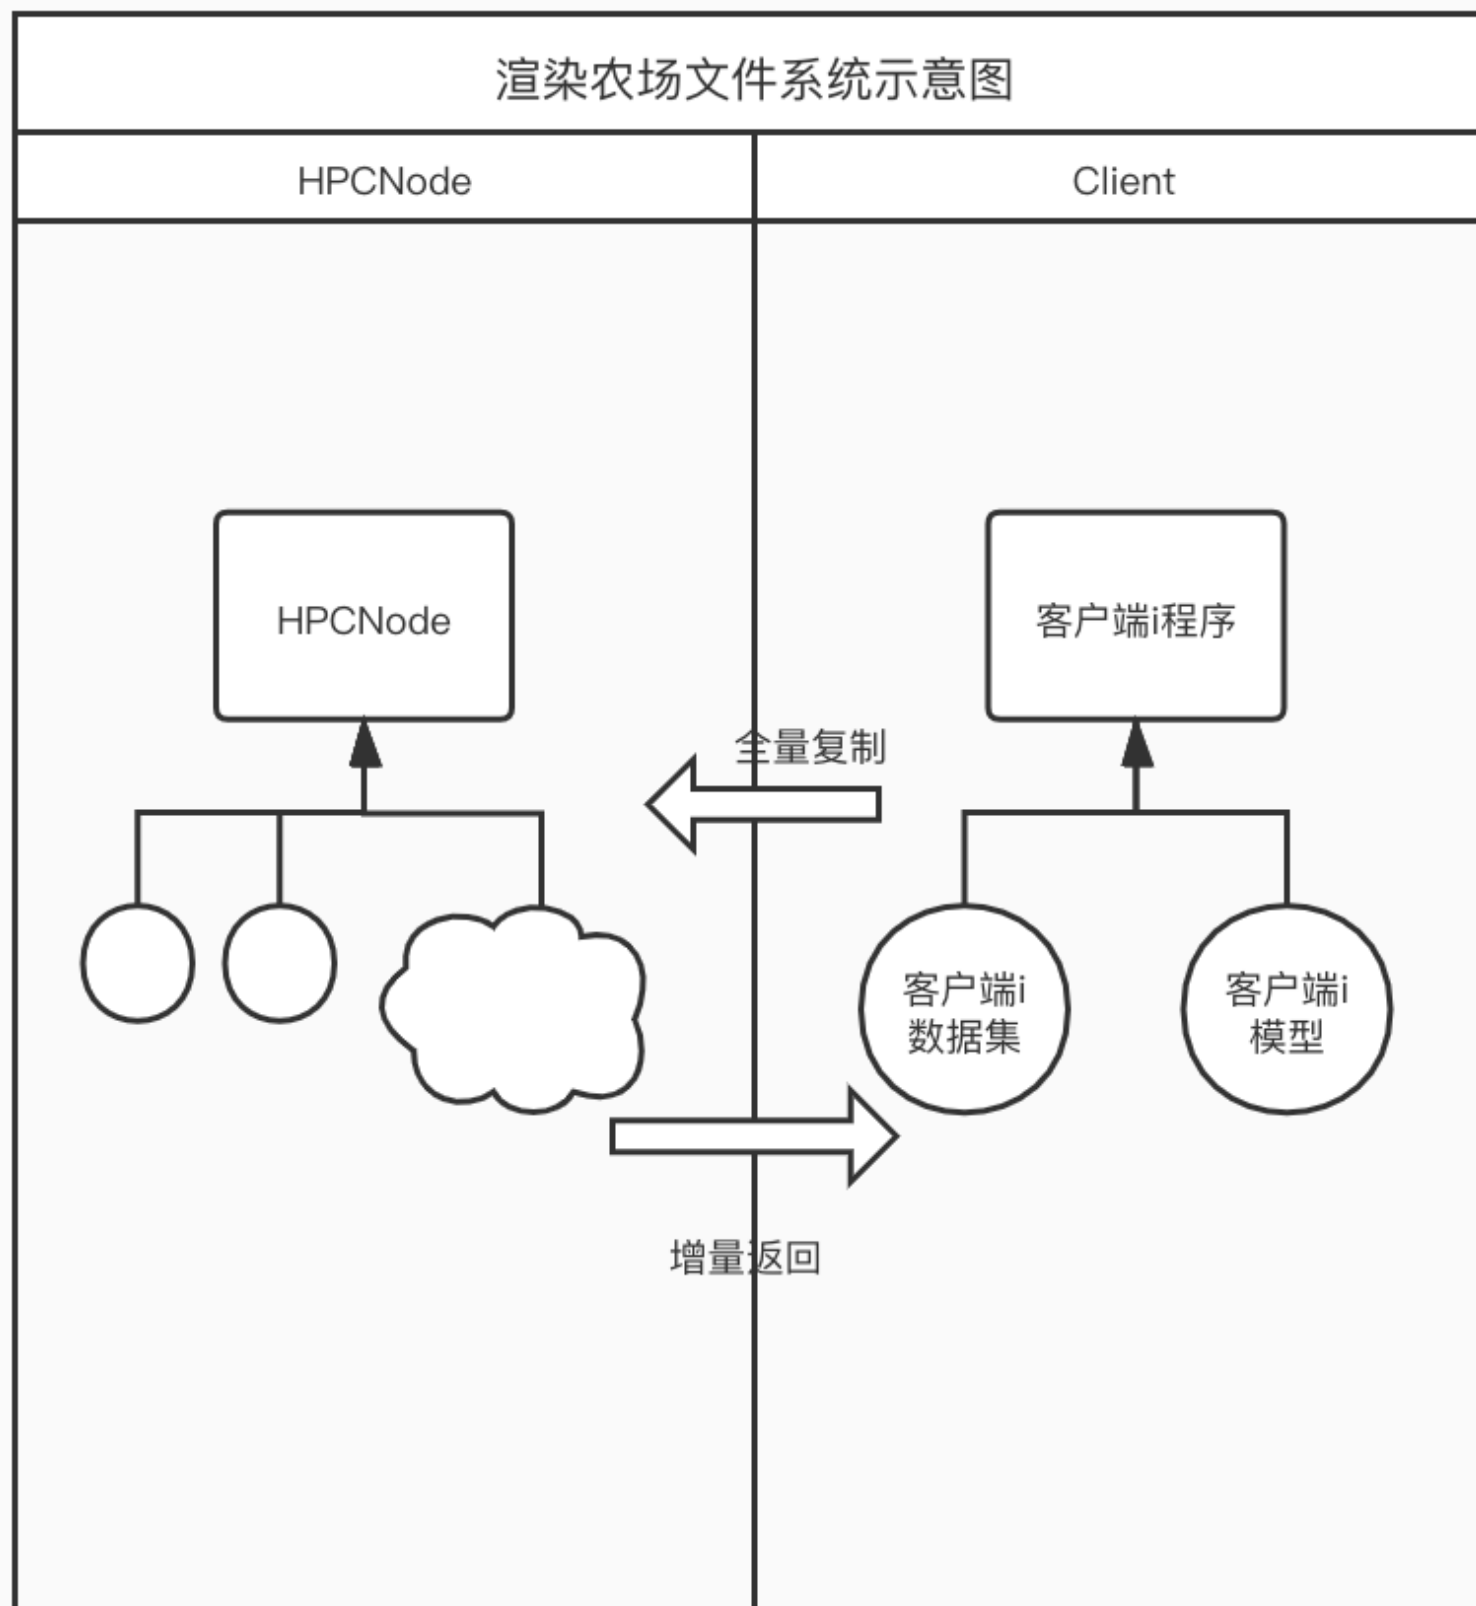 渲染农场文件系统示意图
HPCNode
Client
HPCNode
客户端i程序
全量复制
客户端i
数据集
客户端i
模型
增量返回